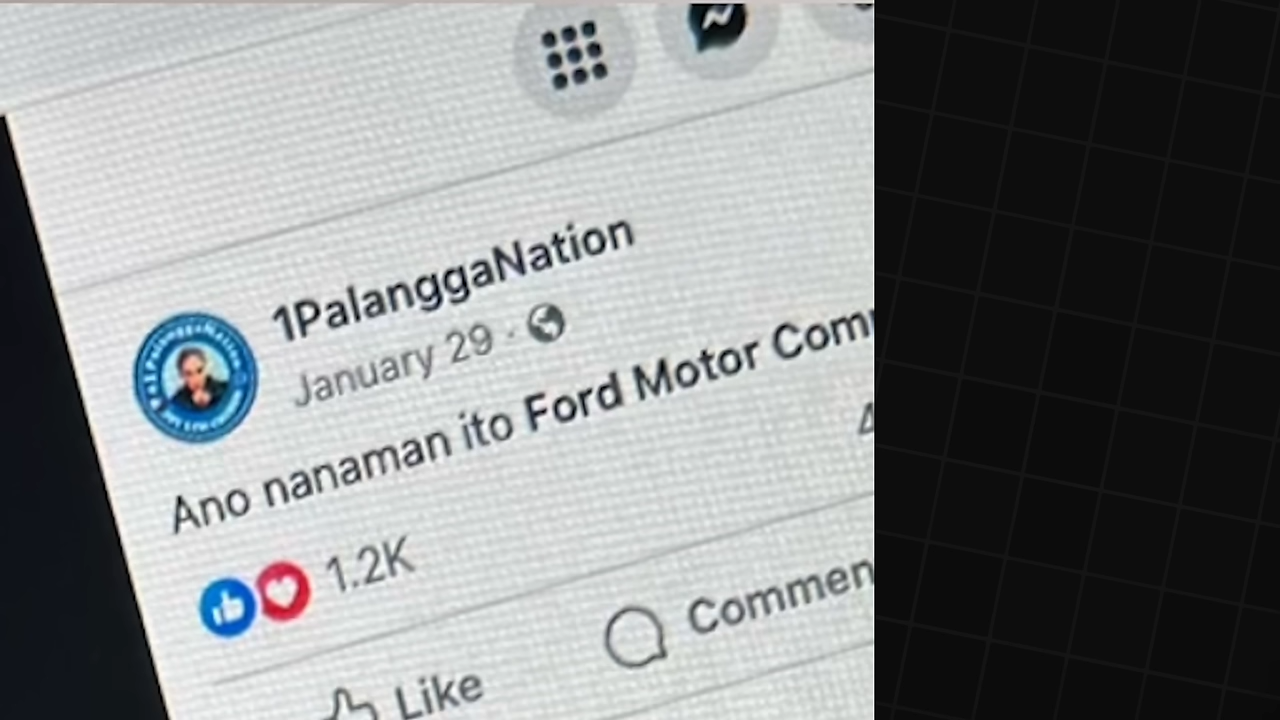 1PalanggaNation
January 29 ·
Ano nanaman ito Ford Motor Com
1.2K
Commen
Like